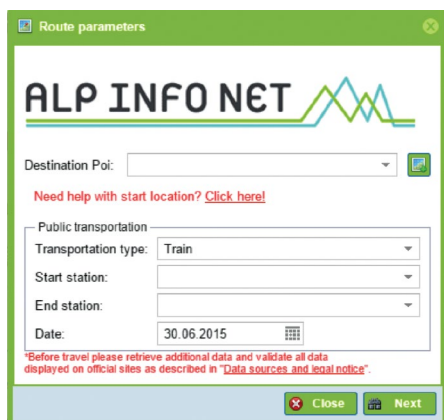 Route parameters
ALP INFO NET
Destination Poi:
Need help with start location? Click here!
Public transportation
Transportation type: Train
Start station:
End station:
Date: 30.06.2015
*Before travel please retrieve additional data and validate all data
displayed on official sites as described in "Data sources and legal notice".
Close Next